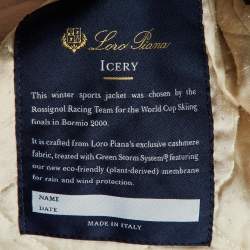 Loro Piana
ICERY
This winter sports jacket was chosen by the
Rossignol Racing Team for the World Cup Skiing
finals in Bormio 2000.
It is crafted from Loro Piana's exclusive cashmere
fabric, treated with Green Storm System®, featuring
our new eco-friendly (plant-derived) membrane
for rain and wind protection.
NAME
DATE
MADE IN ITALY